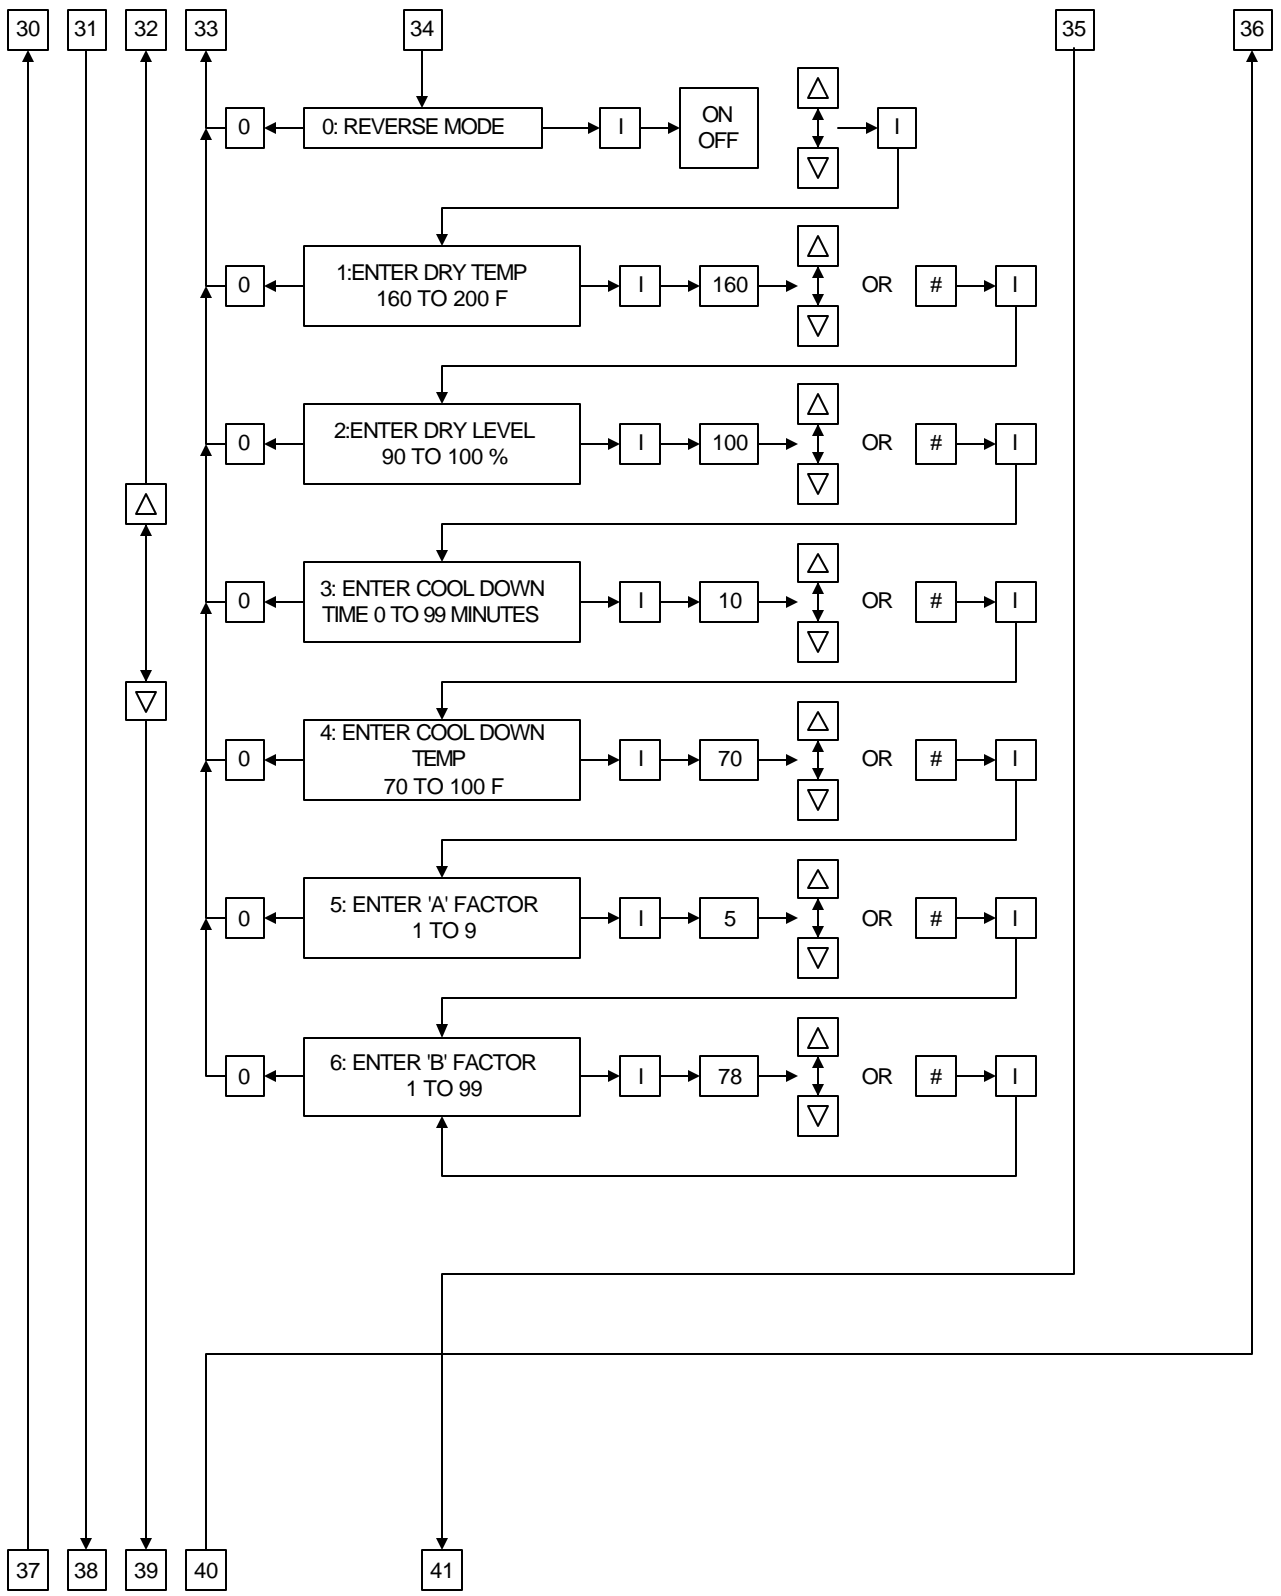 30 31 32 33 34 35 36
0 0: REVERSE MODE I ON
OFF I
0 1:ENTER DRY TEMP
160 TO 200 F I 160 OR # I
0 2:ENTER DRY LEVEL
90 TO 100 % I 100 OR # I
0 3: ENTER COOL DOWN
TIME 0 TO 99 MINUTES I 10 OR # I
0 4: ENTER COOL DOWN
TEMP
70 TO 100 F I 70 OR # I
0 5: ENTER 'A' FACTOR
1 TO 9 I 5 OR # I
0 6: ENTER 'B' FACTOR
1 TO 99 I 78 OR # I
37 38 39 40 41